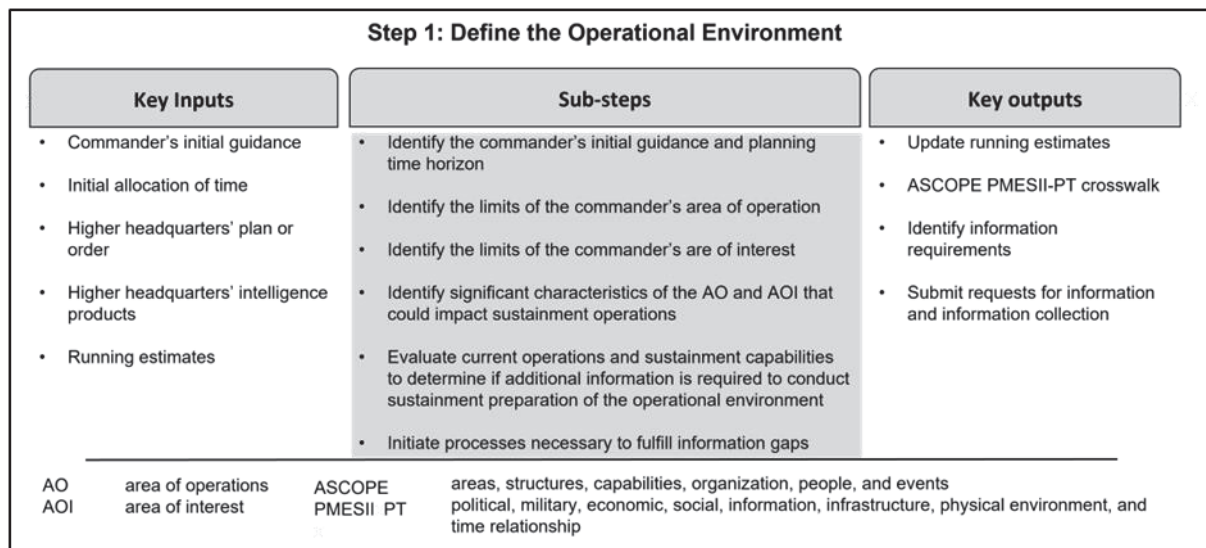 Step 1: Define the Operational Environment
Key Inputs
• Commander's initial guidance
• Initial allocation of time
• Higher headquarters' plan or
order
• Higher headquarters' intelligence
products
• Running estimates
Sub-steps
• Identify the commander's initial guidance and planning
time horizon
• Identify the limits of the commander's area of operation
• Identify the limits of the commander's are of interest
• Identify significant characteristics of the AO and AOI that
could impact sustainment operations
• Evaluate current operations and sustainment capabilities
to determine if additional information is required to conduct
sustainment preparation of the operational environment
• Initiate processes necessary to fulfill information gaps
Key outputs
• Update running estimates
• ASCOPE PMESII-PT crosswalk
• Identify information
requirements
• Submit requests for information
and information collection
AO area of operations
AOI area of interest
ASCOPE areas, structures, capabilities, organization, people, and events
PMESII PT political, military, economic, social, information, infrastructure, physical environment, and
time relationship